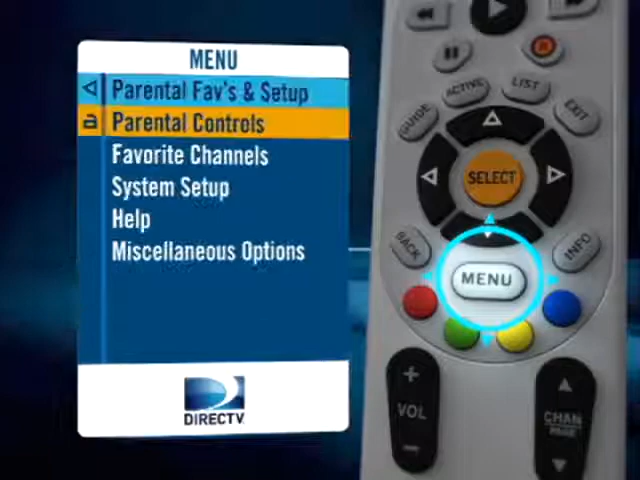 MENU
Parental Fav's & Setup
Parental Controls
Favorite Channels
System Setup
Help
Miscellaneous Options
DIRECTV
ACTIVE
LIST
GUIDE
EXIT
SELECT
BACK
INFO
MENU
+
VOL
−
CHAN
PAGE